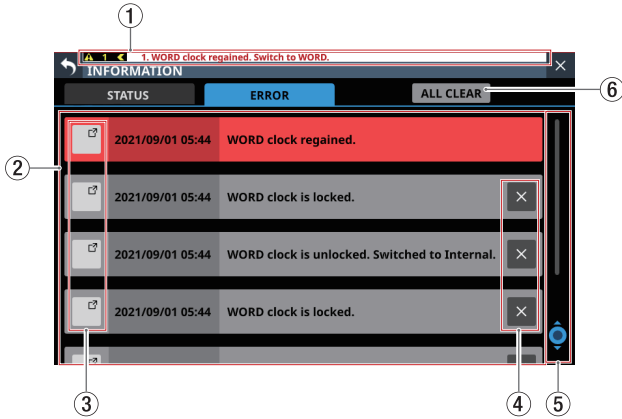 ①
⚠ 1 1. WORD clock regained. Switch to WORD.
INFORMATION ×
STATUS ERROR ALL CLEAR ⑥
2021/09/01 05:44 WORD clock regained.
②
2021/09/01 05:44 WORD clock is locked. ×
2021/09/01 05:44 WORD clock is unlocked. Switched to Internal. ×
2021/09/01 05:44 WORD clock is locked. ×
③ ④ ⑤